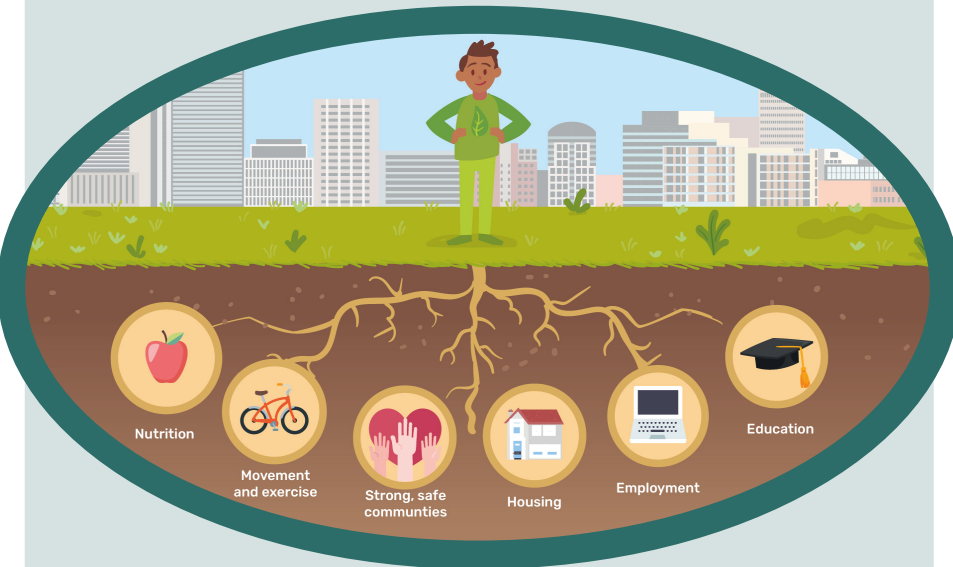 Nutrition
Movement
and exercise
Strong, safe
communties
Housing
Employment
Education